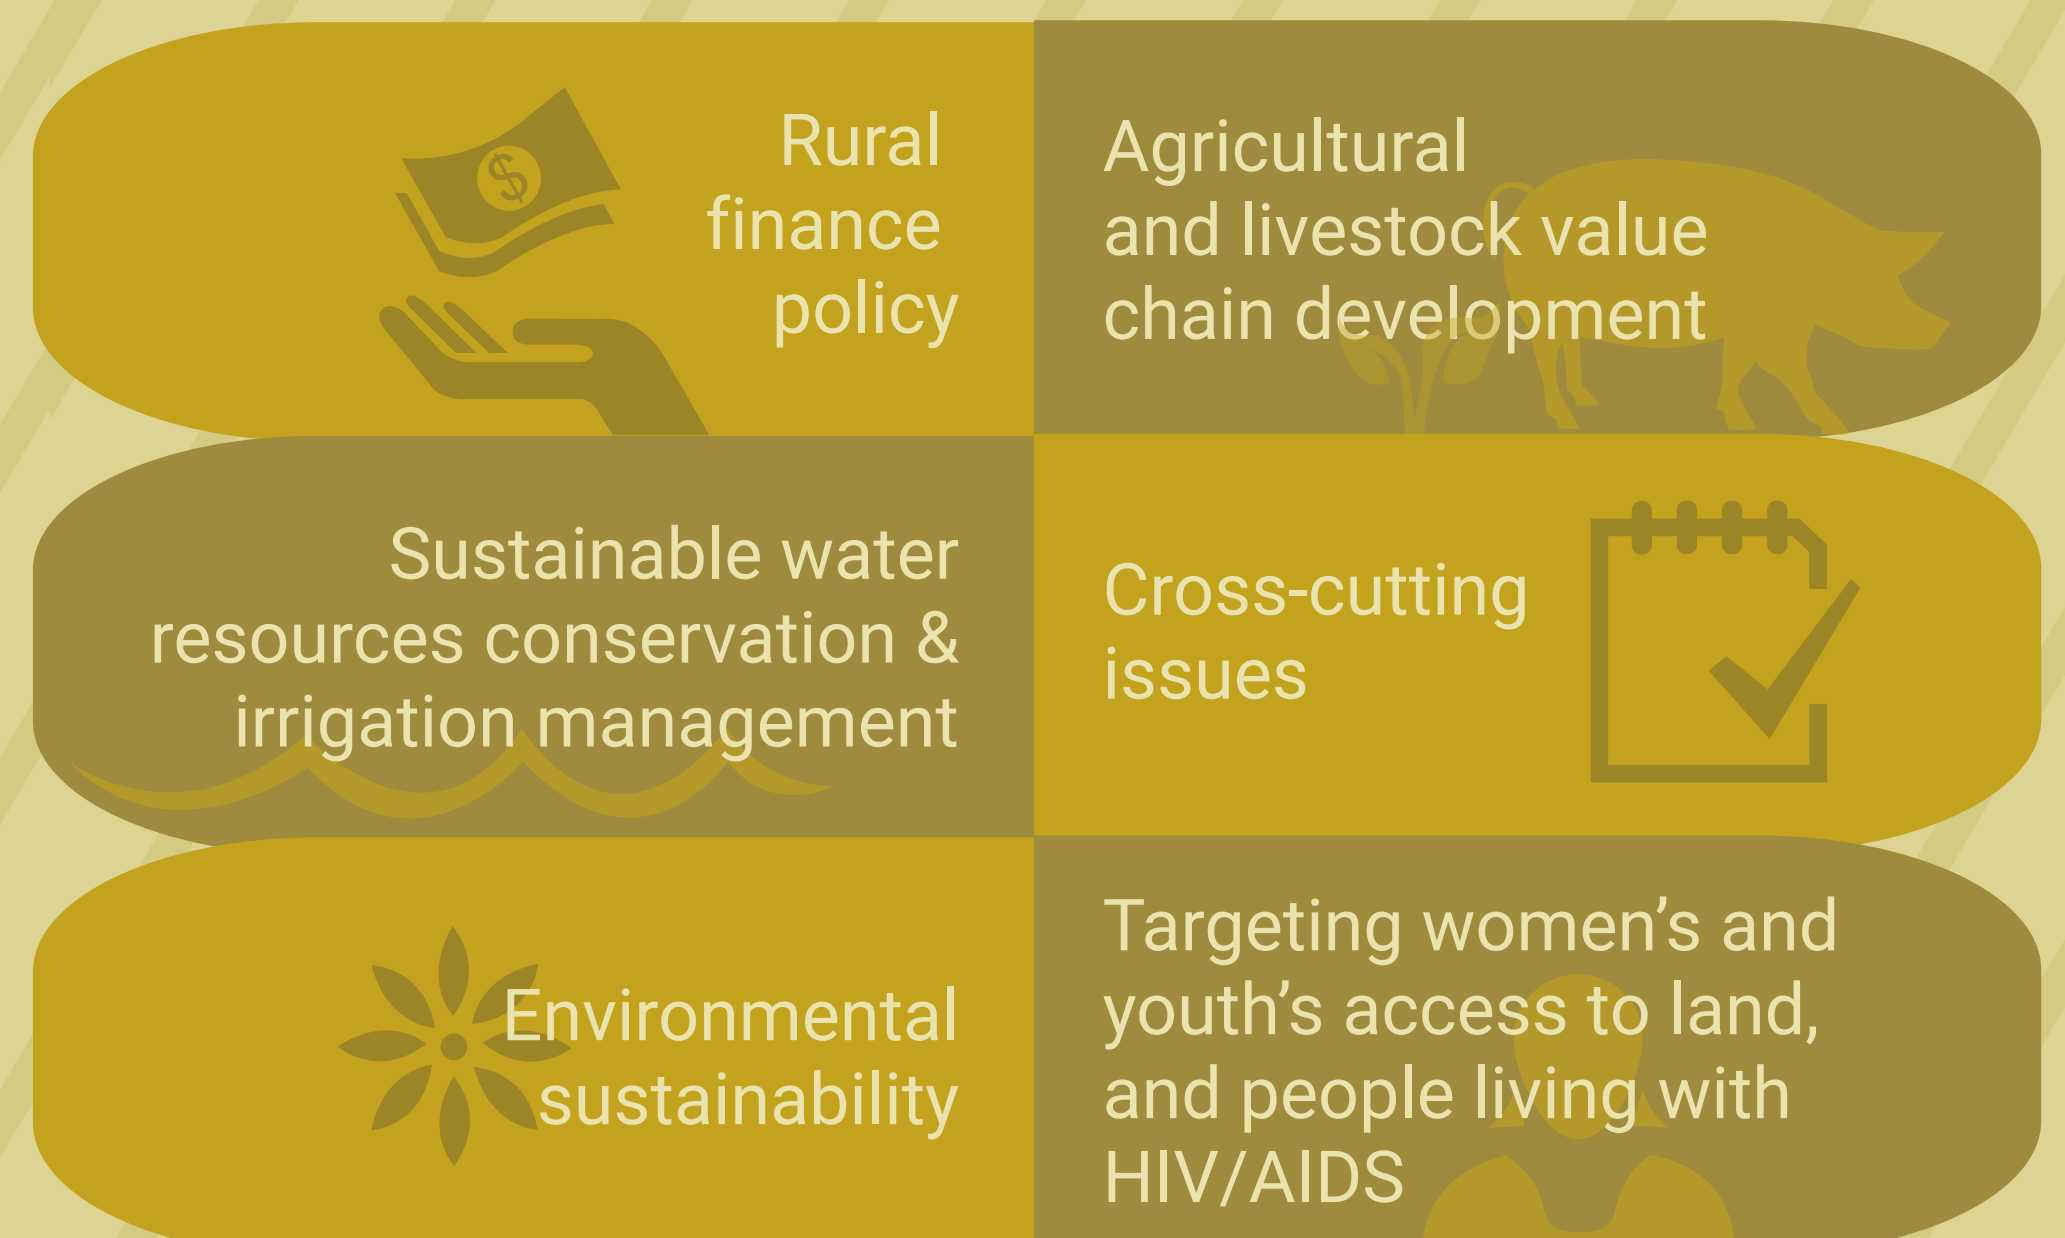 Rural
finance
policy
Agricultural
and livestock value
chain development
Sustainable water
resources conservation &
irrigation management
Cross-cutting
issues
Environmental
sustainability
Targeting women’s and
youth’s access to land,
and people living with
HIV/AIDS
$